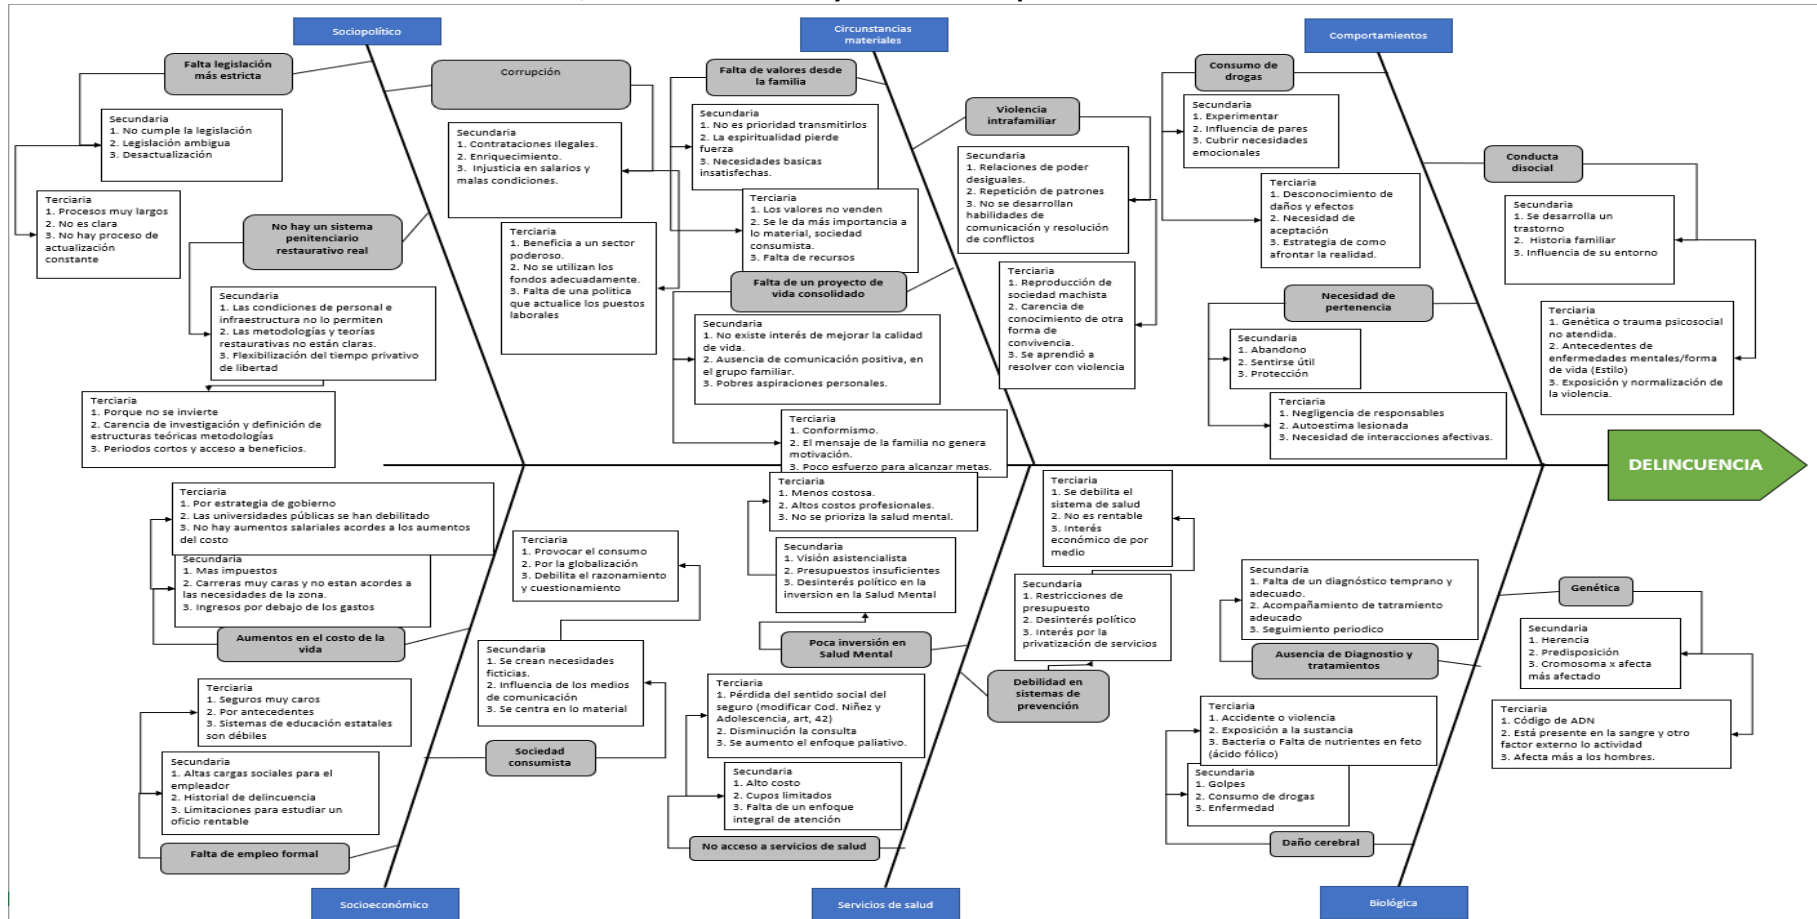 Sociopolítico
Circunstancias
materiales
Comportamientos
Falta legislación
más estricta
Secundaria
1. No cumple la legislación
2. Legislación ambigua
3. Desactualización
Terciaria
1. Procesos muy largos
2. No es clara
3. No hay proceso de
actualización
constante
No hay un sistema
penitenciario
restaurativo real
Secundaria
1. Las condiciones de personal e
infraestructura no lo permiten
2. Las metodologías y teorías
restaurativas no están claras.
3. Flexibilización del tiempo privativo
de libertad
Terciaria
1. Porque no se invierte
2. Carencia de investigación y definición de
estructuras teóricas metodologías
3. Periodos cortos y acceso a beneficios.
Corrupción
Secundaria
1. Contrataciones Ilegales.
2. Enriquecimiento.
3. Injusticia en salarios y
malas condiciones.
Terciaria
1. Beneficia a un sector
poderoso.
2. No se utilizan los
fondos adecuadamente.
3. Falta de una politica
que actualice los puestos
laborales
Falta de valores desde
la familia
Secundaria
1. No es prioridad transmitirlos
2. La espiritualidad pierde
fuerza
3. Necesidades basicas
insatisfechas.
Terciaria
1. Los valores no venden
2. Se le da más importancia a
lo material, sociedad
consumista.
3. Falta de recursos
Falta de un proyecto de
vida consolidado
Secundaria
1. No existe interés de mejorar la calidad
de vida.
2. Ausencia de comunicación positiva, en
el grupo familiar.
3. Pobres aspiraciones personales.
Terciaria
1. Conformismo.
2. El mensaje de la familia no genera
motivación.
3. Poco esfuerzo para alcanzar metas.
Violencia
intrafamiliar
Secundaria
1. Relaciones de poder
desiguales.
2. Repetición de patrones
3. No se desarrollan
habilidades de
comunicación y resolución
de conflictos
Terciaria
1. Reproducción de
sociedad machista
2. Carencia de
conocimiento de otra
forma de
convivencia.
3. Se aprendió a
resolver con violencia
Consumo de
drogas
Secundaria
1. Experimentar
2. Influencia de pares
3. Cubrir necesidades
emocionales
Terciaria
1. Desconocimiento de
daños y efectos
2. Necesidad de
aceptación
3. Estrategia de como
afrontar la realidad.
Necesidad de
pertenencia
Secundaria
1. Abandono
2. Sentirse útil
3. Protección
Terciaria
1. Negligencia de responsables
2. Autoestima lesionada
3. Necesidad de interacciones afectivas.
Conducta
disocial
Secundaria
1. Se desarrolla un
trastorno
2. Historia familiar
3. Influencia de su entorno
Terciaria
1. Genética o trauma psicosocial
no atendida.
2. Antecedentes de
enfermedades mentales/forma
de vida (Estilo)
3. Exposición y normalización de
la violencia.
DELINCUENCIA
Terciaria
1. Por estrategia de gobierno
2. Las universidades públicas se han debilitado
3. No hay aumentos salariales acordes a los aumentos
del costo
Secundaria
1. Mas impuestos
2. Carreras muy caras y no estan acordes a
las necesidades de la zona.
3. Ingresos por debajo de los gastos
Aumentos en el costo de la
vida
Terciaria
1. Seguros muy caros
2. Por antecedentes
3. Sistemas de educación estatales
son débiles
Secundaria
1. Altas cargas sociales para el
empleador
2. Historial de delincuencia
3. Limitaciones para estudiar un
oficio rentable
Falta de empleo formal
Terciaria
1. Provocar el consumo
2. Por la globalización
3. Debilita el razonamiento
y cuestionamiento
Secundaria
1. Se crean necesidades
ficticias.
2. Influencia de los medios
de comunicación
3. Se centra en lo material
Sociedad
consumista
Terciaria
1. Menos costosa.
2. Altos costos profesionales.
3. No se prioriza la salud mental.
Secundaria
1. Visión asistencialista
2. Presupuestos insuficientes
3. Desinterés político en la
inversion en la Salud Mental
Poca inversión en
Salud Mental
Terciaria
1. Pérdida del sentido social del
seguro (modificar Cod. Niñez y
Adolescencia, art, 42)
2. Disminución la consulta
3. Se aumento el enfoque paliativo.
Secundaria
1. Alto costo
2. Cupos limitados
3. Falta de un enfoque
integral de atención
No acceso a servicios de salud
Terciaria
1. Se debilita el
sistema de salud
2. No es rentable
3. Interés
económico de por
medio
Secundaria
1. Restricciones de
presupuesto
2. Desinterés político
3. Interés por la
privatización de servicios
Debilidad en
sistemas de
prevención
Secundaria
1. Falta de un diagnóstico temprano y
adecuado.
2. Acompañamiento de tatramiento
adeucado
3. Seguimiento periodico
Ausencia de Diagnostio y
tratamientos
Terciaria
1. Accidente o violencia
2. Exposición a la sustancia
3. Bacteria o Falta de nutrientes en feto
(ácido fólico)
Secundaria
1. Golpes
2. Consumo de drogas
3. Enfermedad
Daño cerebral
Genética
Secundaria
1. Herencia
2. Predisposición
3. Cromosoma x afecta
más afectado
Terciaria
1. Código de ADN
2. Está presente en la sangre y otro
factor externo lo actividad
3. Afecta más a los hombres.
Socioeconómico
Servicios de salud
Biológica